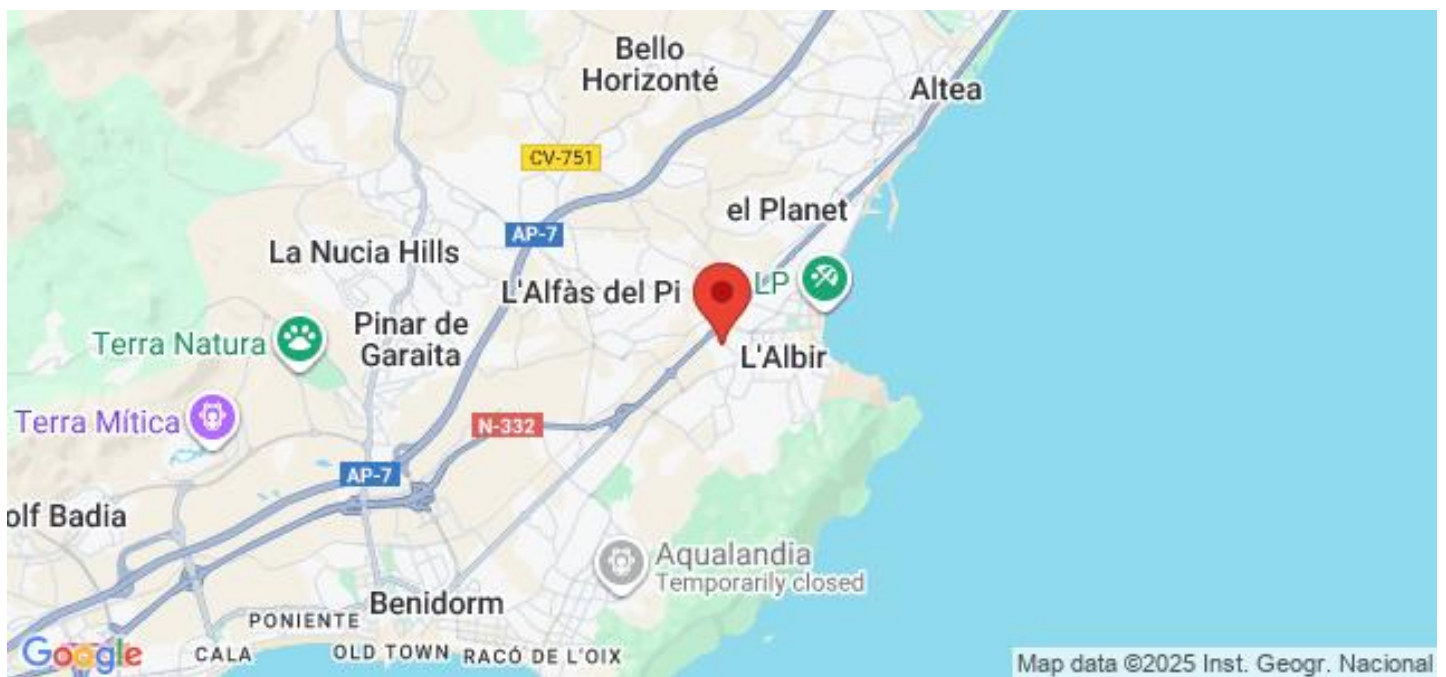 Bello
Horizonté
Altea
CV-751
el Planet
AP-7
La Nucia Hills
L'Alfàs del Pi
LP
Pinar de
Garaita
Terra Natura
L'Albir
Terra Mítica
N-332
AP-7
olf Badia
Aqualandia
Temporarily closed
Benidorm
PONIENTE
CALA
OLD TOWN
RACÓ DE L'OIX
Google
Map data ©2025 Inst. Geogr. Nacional